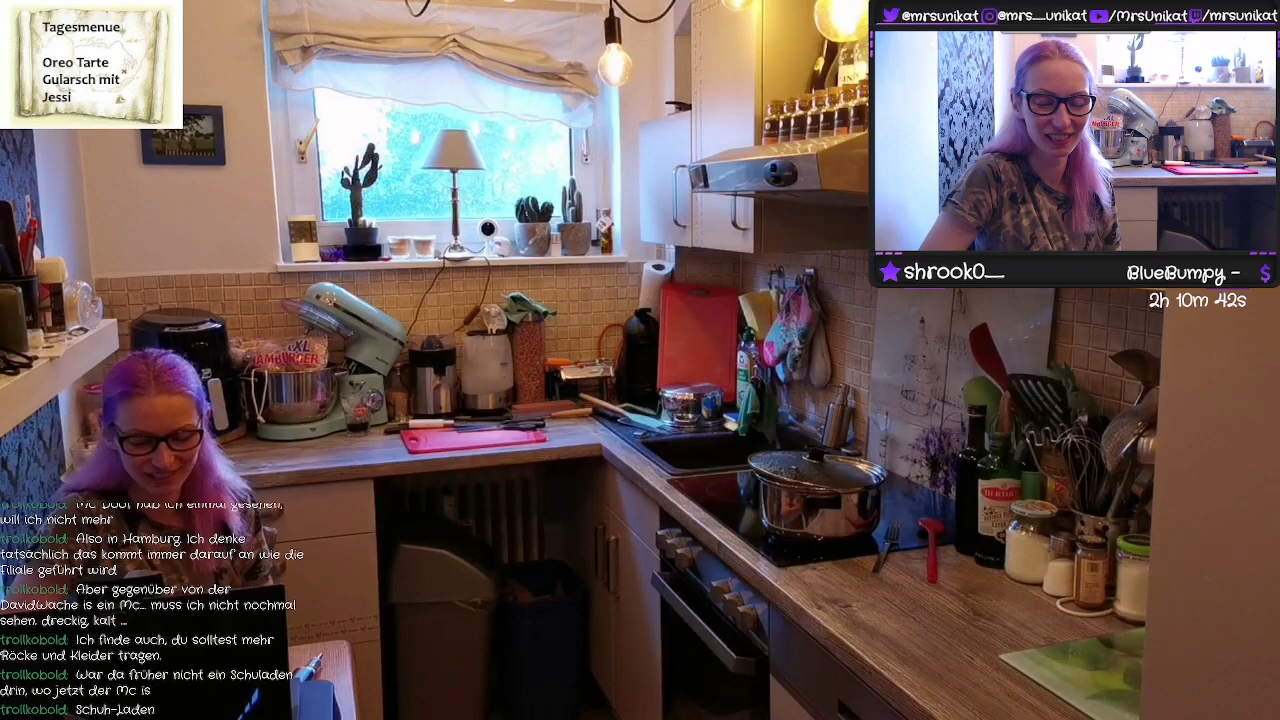 Tagesmenue
Oreo Tarte
Gularsch mit
Jessi
@mrsunikat @mrs__unikat /MrsUnikat /mrsunikat
shrook0__
BlueBumpy -
2h 10m 42s
XXL
HAMBURGER
BERTOLLI
trollkobold: Mc Doof hab ich einmal gesehen,
will ich nicht mehr
trollkobold: Also in Hamburg. Ich denke
tatsächlich das kommt immer darauf an wie die
Filiale geführt wird
trollkobold: Aber gegenüber von der
DavidWache ist ein Mc... muss ich nicht nochmal
sehen. dreckig, kalt ...
trollkobold: Ich finde auch, du solltest mehr
Röcke und Kleider tragen.
trollkobold: War da früher nicht ein Schuladen
drin, wo jetzt der Mc is
trollkobold: Schuh-Laden